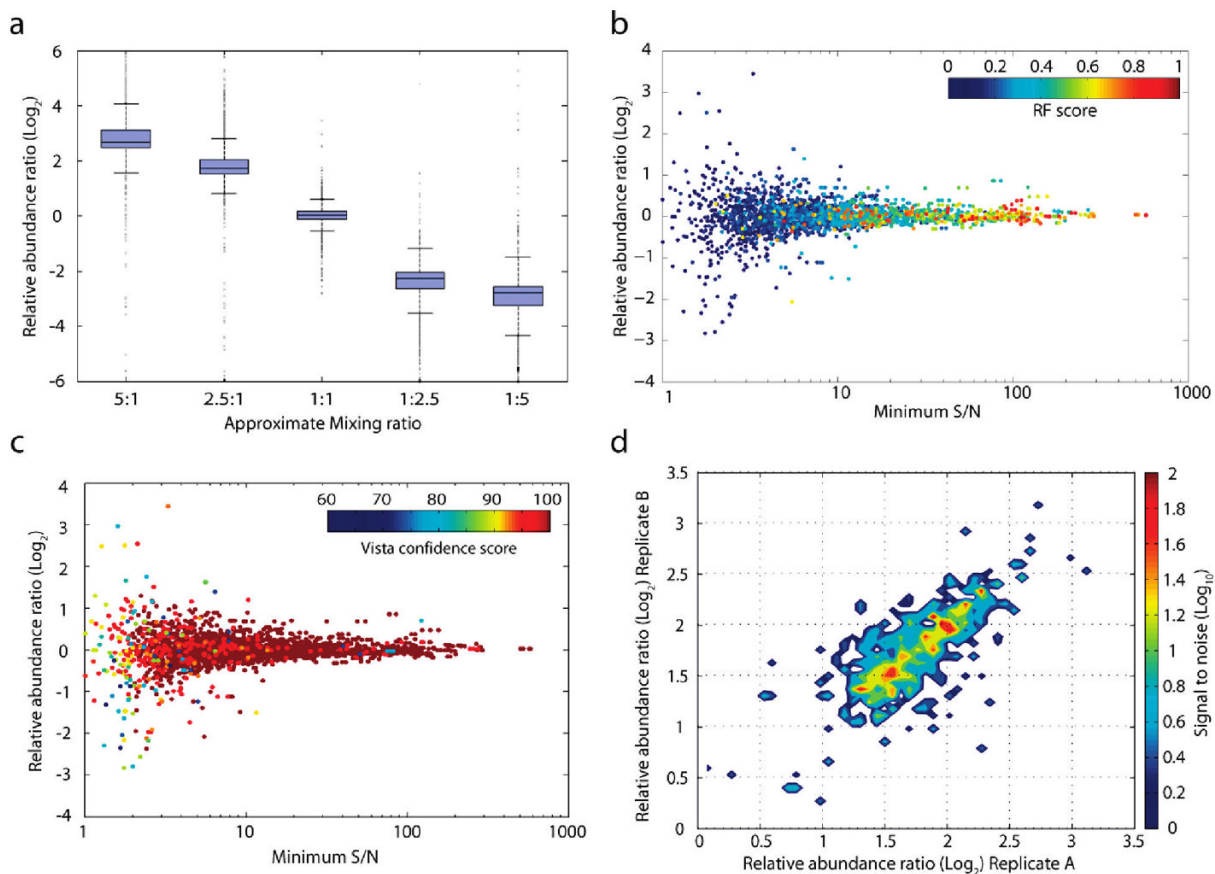 a
6
4
2
0
-2
-4
-6
Relative abundance ratio (Log2)
5:1 2.5:1 1:1 1:2.5 1:5
Approximate Mixing ratio
b
4
3
2
1
0
−1
−2
−3
−4
Relative abundance ratio (Log2)
0 0.2 0.4 0.6 0.8 1
RF score
1 10 100 1000
Minimum S/N
c
4
3
2
1
0
-1
-2
-3
-4
Relative abundance ratio (Log2)
60 70 80 90 100
Vista confidence score
1 10 100 1000
Minimum S/N
d
3.5
3
2.5
2
1.5
1
0.5
0
Relative abundance ratio (Log2) Replicate B
0 0.5 1 1.5 2 2.5 3 3.5
Relative abundance ratio (Log2) Replicate A
2
1.8
1.6
1.4
1.2
1
0.8
0.6
0.4
0.2
0
Signal to noise (Log10)